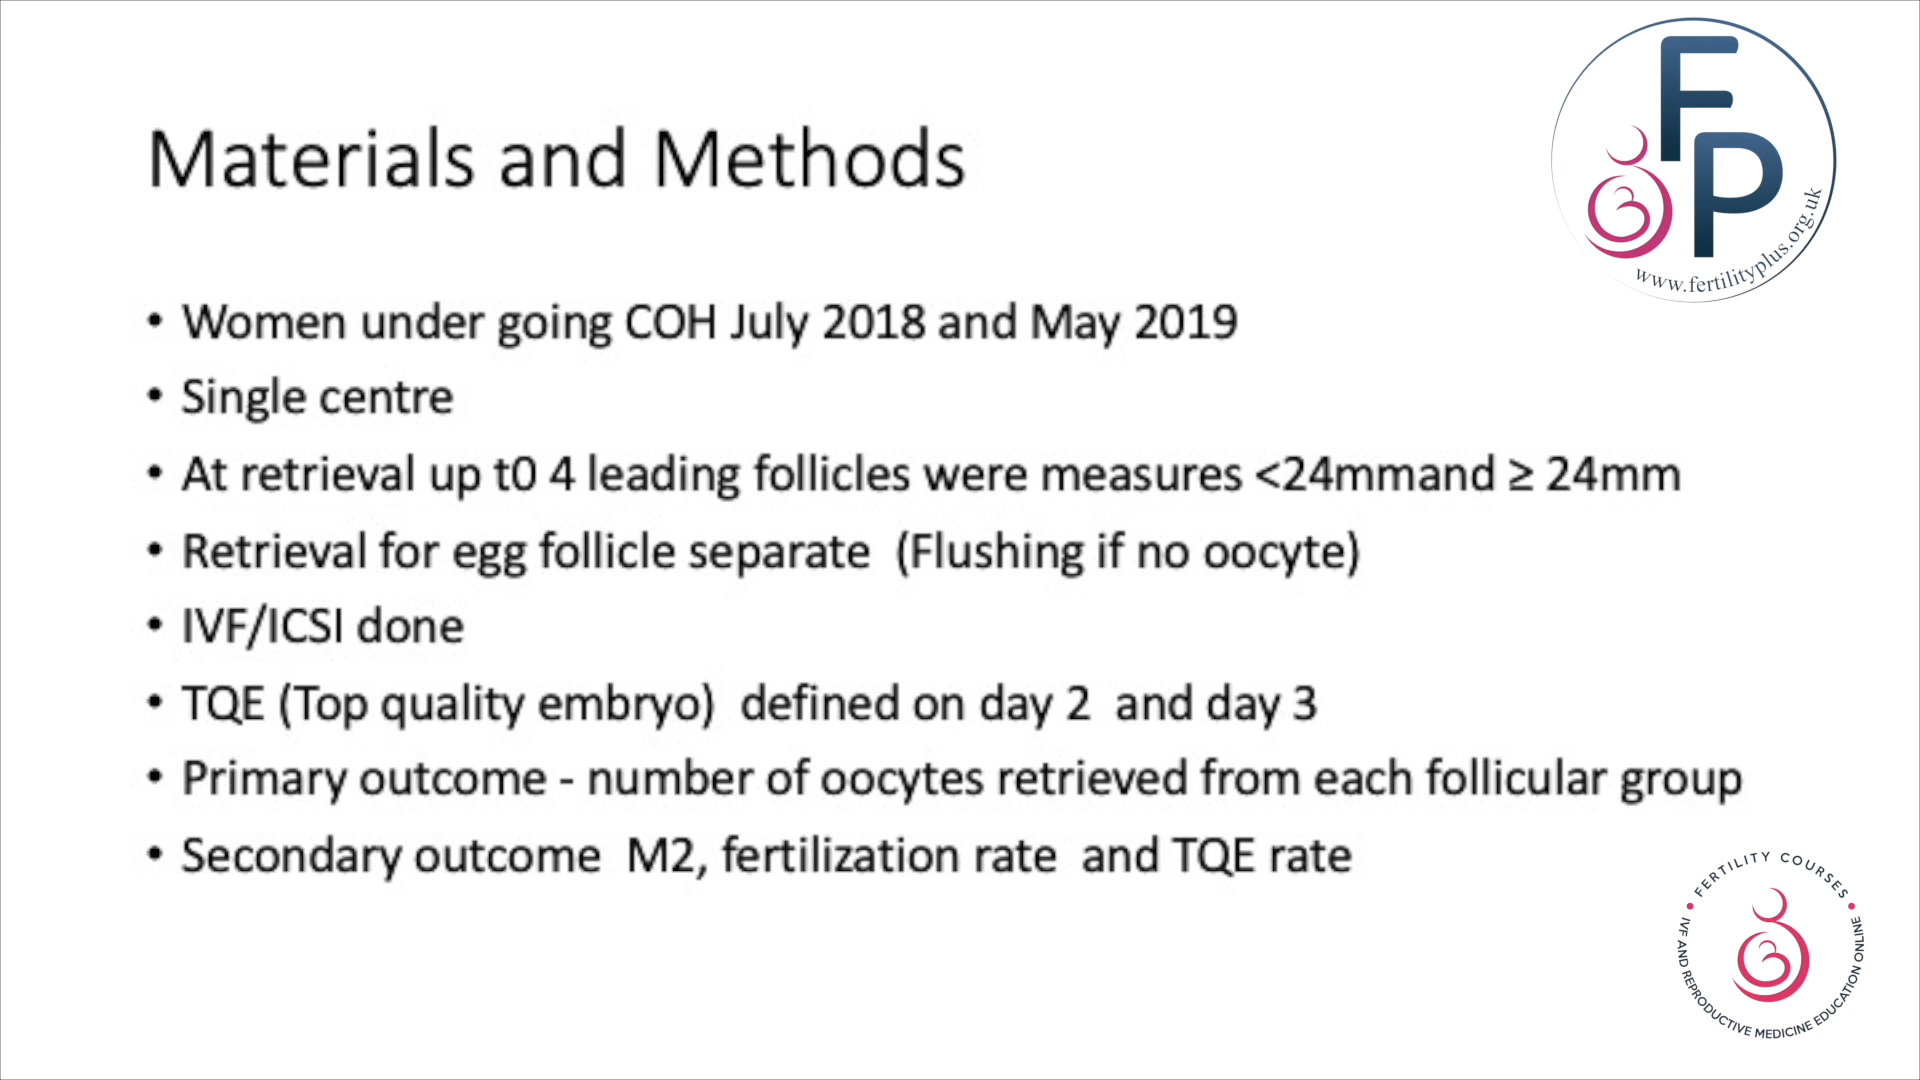 Materials and Methods
• Women under going COH July 2018 and May 2019
• Single centre
• At retrieval up t0 4 leading follicles were measures <24mmand ≥ 24mm
• Retrieval for egg follicle separate (Flushing if no oocyte)
• IVF/ICSI done
• TQE (Top quality embryo) defined on day 2 and day 3
• Primary outcome - number of oocytes retrieved from each follicular group
• Secondary outcome M2, fertilization rate and TQE rate
FP
www.fertilityplus.org.uk
• FERTILITY COURSES •
IVF AND REPRODUCTIVE MEDICINE EDUCATION ONLINE